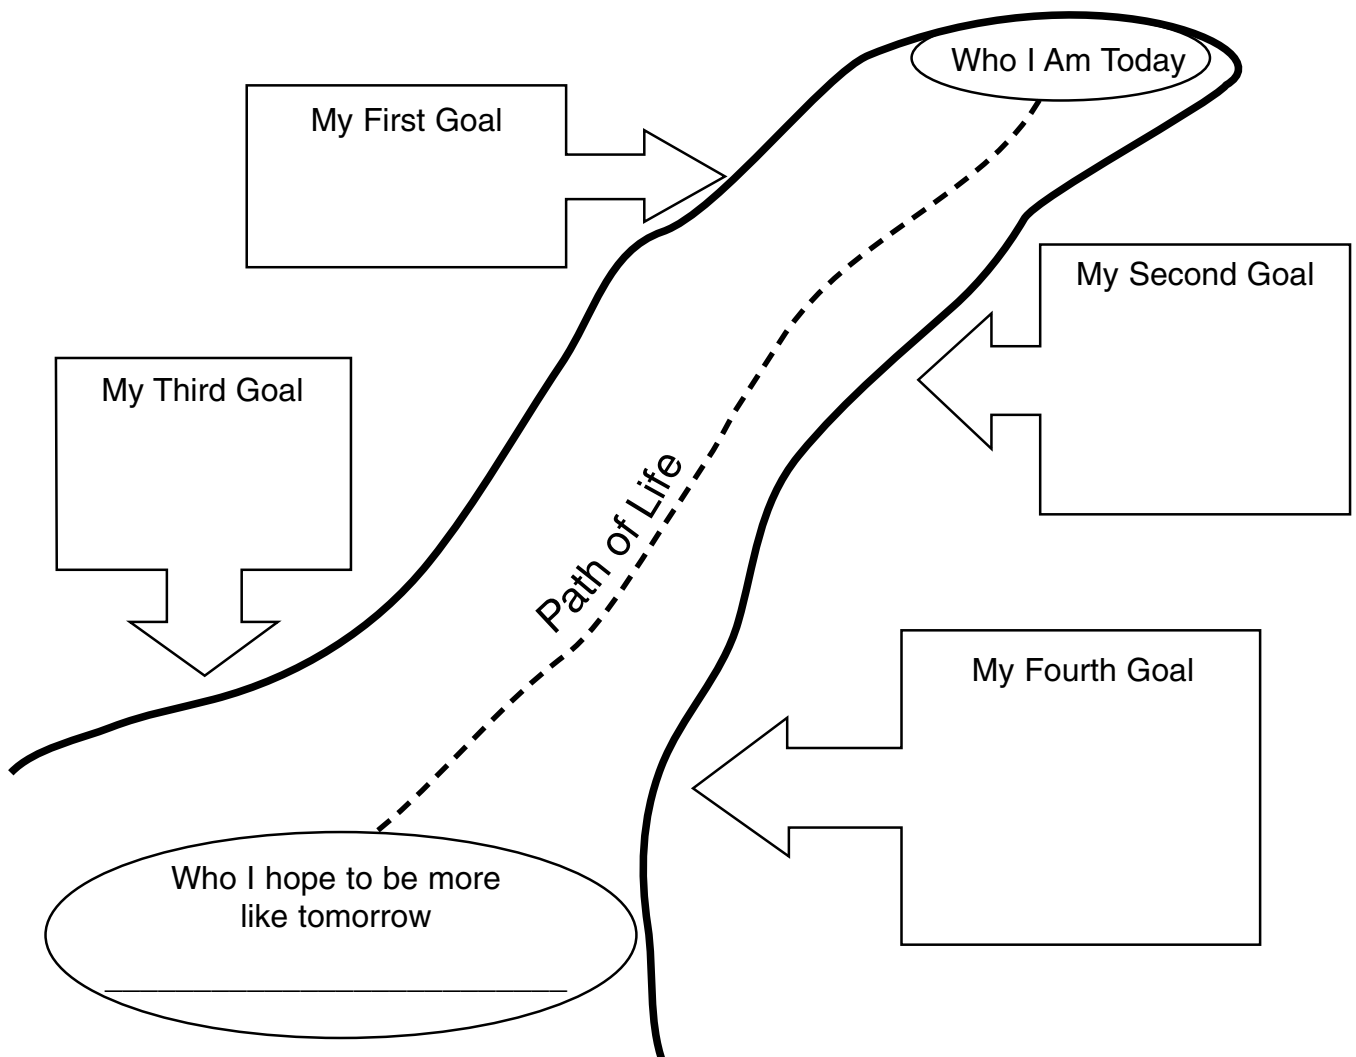 Who I Am Today
My First Goal
My Second Goal
My Third Goal
Path of Life
My Fourth Goal
Who I hope to be more
like tomorrow